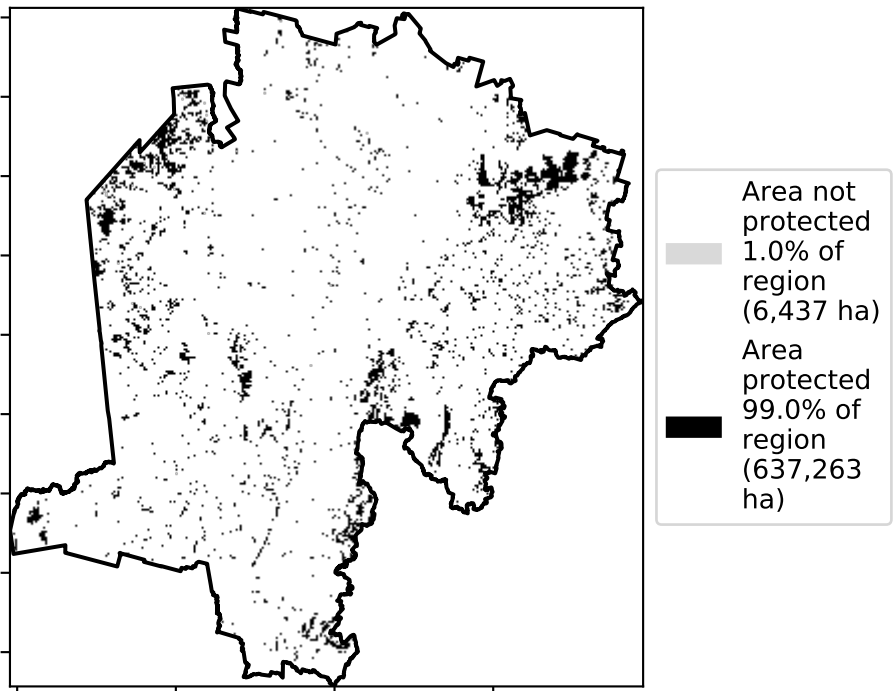 Area not
protected
1.0% of
region
(6,437 ha)
Area
protected
99.0% of
region
(637,263
ha)